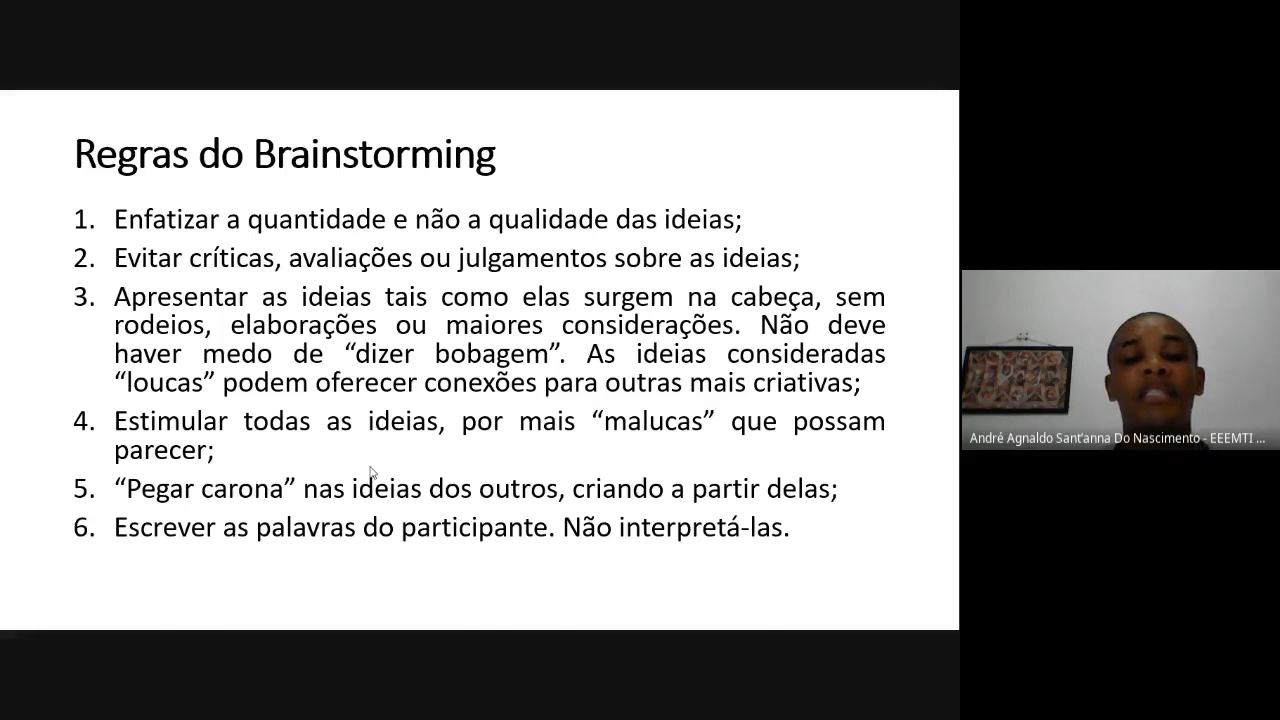 Regras do Brainstorming
1. Enfatizar a quantidade e não a qualidade das ideias;
2. Evitar críticas, avaliações ou julgamentos sobre as ideias;
3. Apresentar as ideias tais como elas surgem na cabeça, sem
rodeios, elaborações ou maiores considerações. Não deve
haver medo de “dizer bobagem”. As ideias consideradas
“loucas” podem oferecer conexões para outras mais criativas;
4. Estimular todas as ideias, por mais “malucas” que possam
parecer;
5. “Pegar carona” nas ideias dos outros, criando a partir delas;
6. Escrever as palavras do participante. Não interpretá-las.
André Agnaldo Sant'anna Do Nascimento - EEEMTI ...